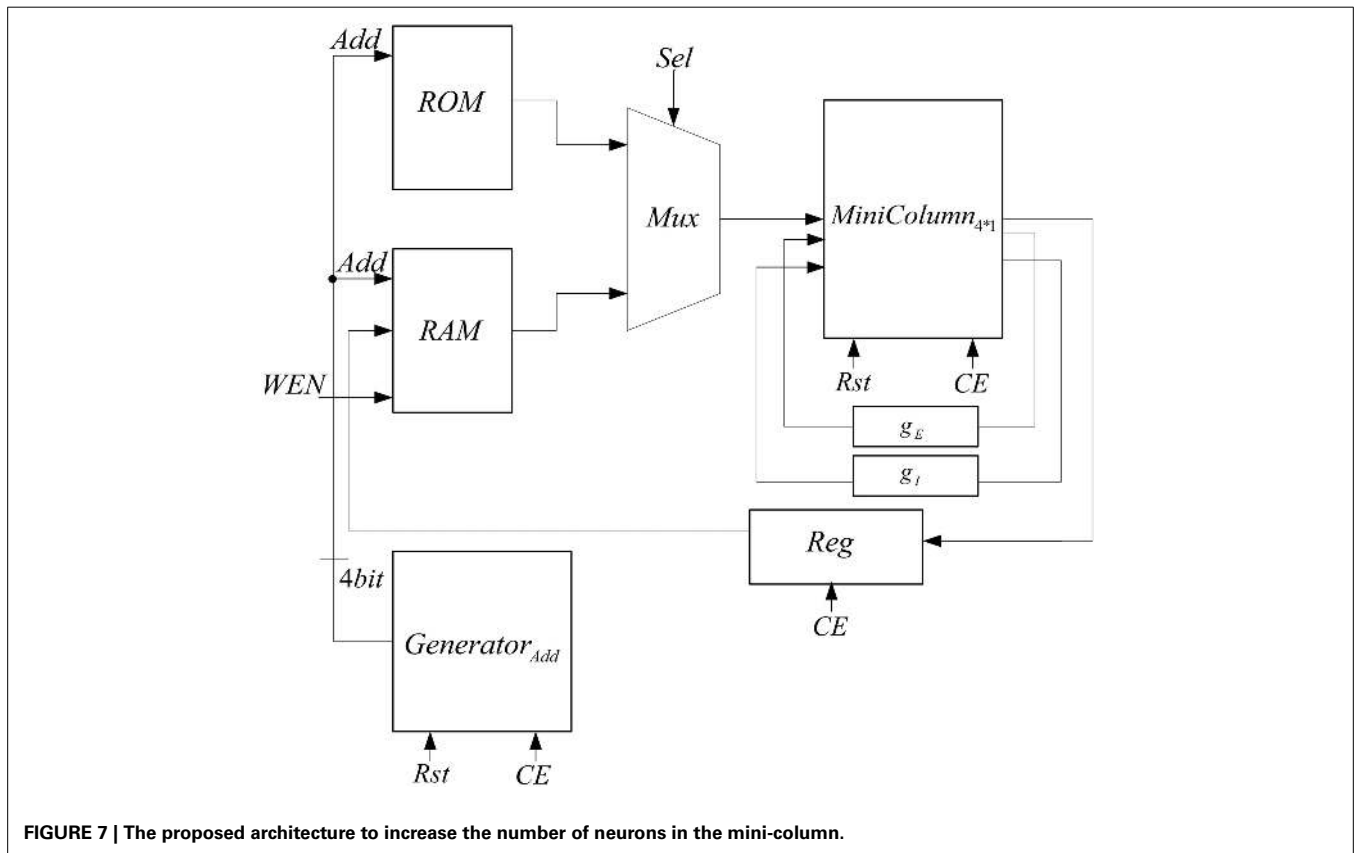 Add
ROM
Sel
Mux
MiniColumn4*1
Add
RAM
WEN
Rst
CE
gE
gI
Reg
CE
4bit
GeneratorAdd
Rst
CE
FIGURE 7 | The proposed architecture to increase the number of neurons in the mini-column.